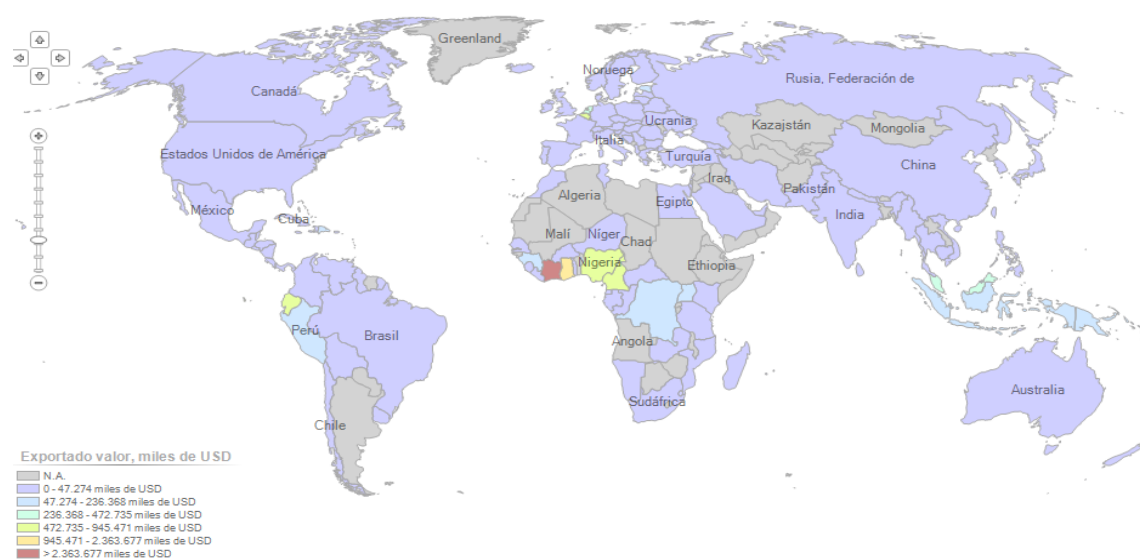 Greenland
Noruega
Rusia, Federación de
Canadá
Ucrania
Kazajstán
Mongolia
Estados Unidos de América
Italia
Turquía
China
Iraq
Pakistán
Argelia
Egipto
México
India
Cuba
Malí
Níger
Chad
Nigeria
Ethiopia
Perú
Brasil
Angola
Australia
Sudáfrica
Chile
Exportado valor, miles de USD
N.A.
0 - 47.274 miles de USD
47.274 - 236.368 miles de USD
236.368 - 472.735 miles de USD
472.735 - 945.471 miles de USD
945.471 - 2.363.677 miles de USD
> 2.363.677 miles de USD